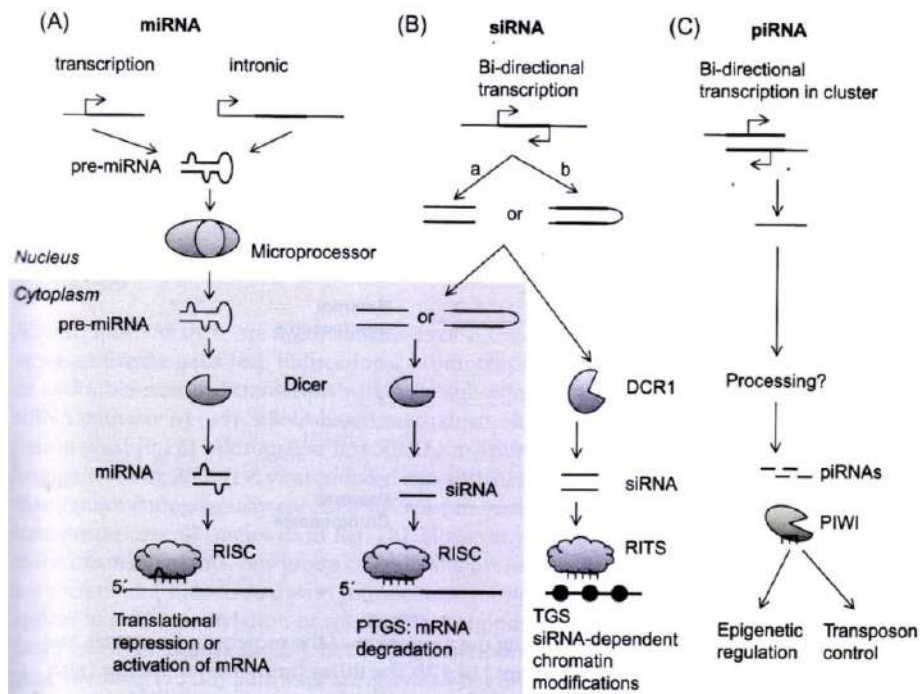 (A)
miRNA
transcription
intronic
pre-miRNA
Microprocessor
Nucleus
Cytoplasm
pre-miRNA
Dicer
miRNA
RISC
5´
Translational
repression or
activation of mRNA
(B)
siRNA
Bi-directional
transcription
a
b
or
or
DCR1
siRNA
siRNA
RISC
RITS
5´
PTGS: mRNA
degradation
TGS
siRNA-dependent
chromatin
modifications
(C)
piRNA
Bi-directional
transcription in cluster
Processing?
piRNAs
PIWI
Epigenetic
regulation
Transposon
control